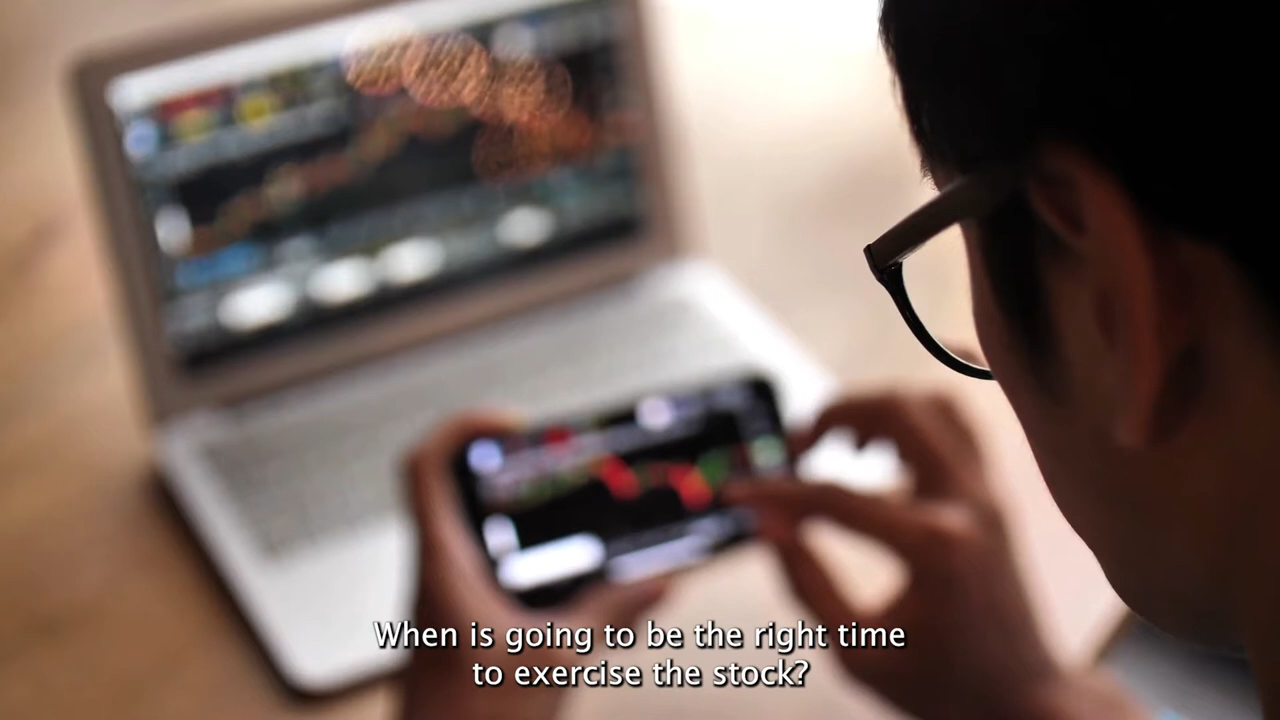 When is going to be the right time
to exercise the stock?